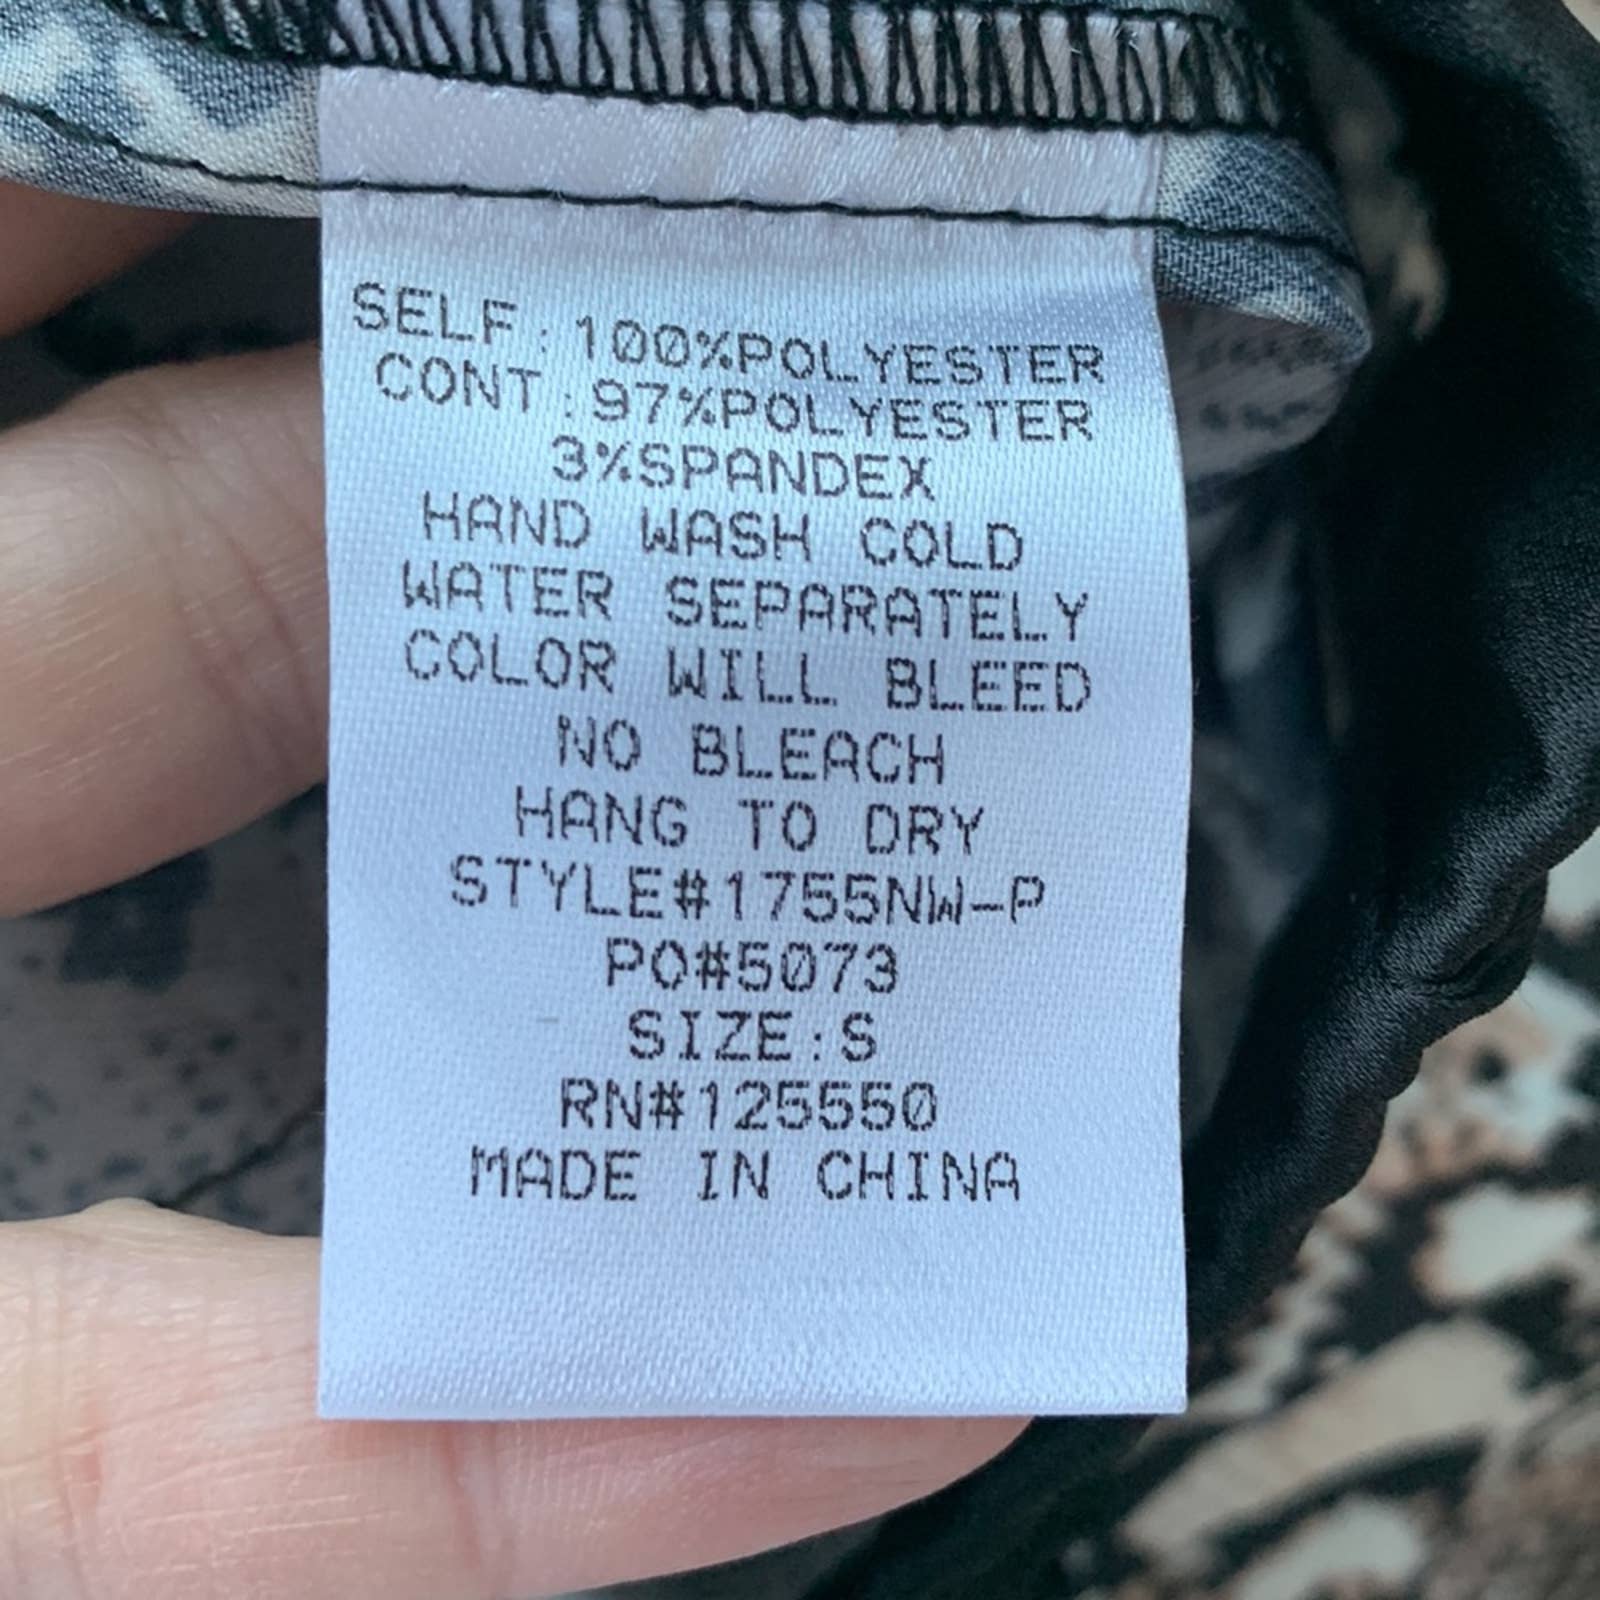 SELF : 100%POLYESTER
CONT : 97%POLYESTER
3%SPANDEX
HAND WASH COLD
WATER SEPARATELY
COLOR WILL BLEED
NO BLEACH
HANG TO DRY
STYLE#1755NW-P
PO#5073
SIZE:S
RN#125550
MADE IN CHINA